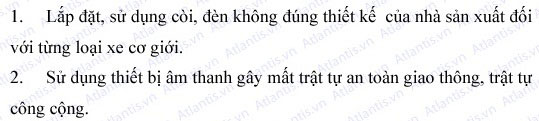 1. Lắp đặt, sử dụng còi, đèn không đúng thiết kế của nhà sản xuất đối
với từng loại xe cơ giới.
2. Sử dụng thiết bị âm thanh gây mất trật tự an toàn giao thông, trật tự
công cộng.
Atlantis.vn